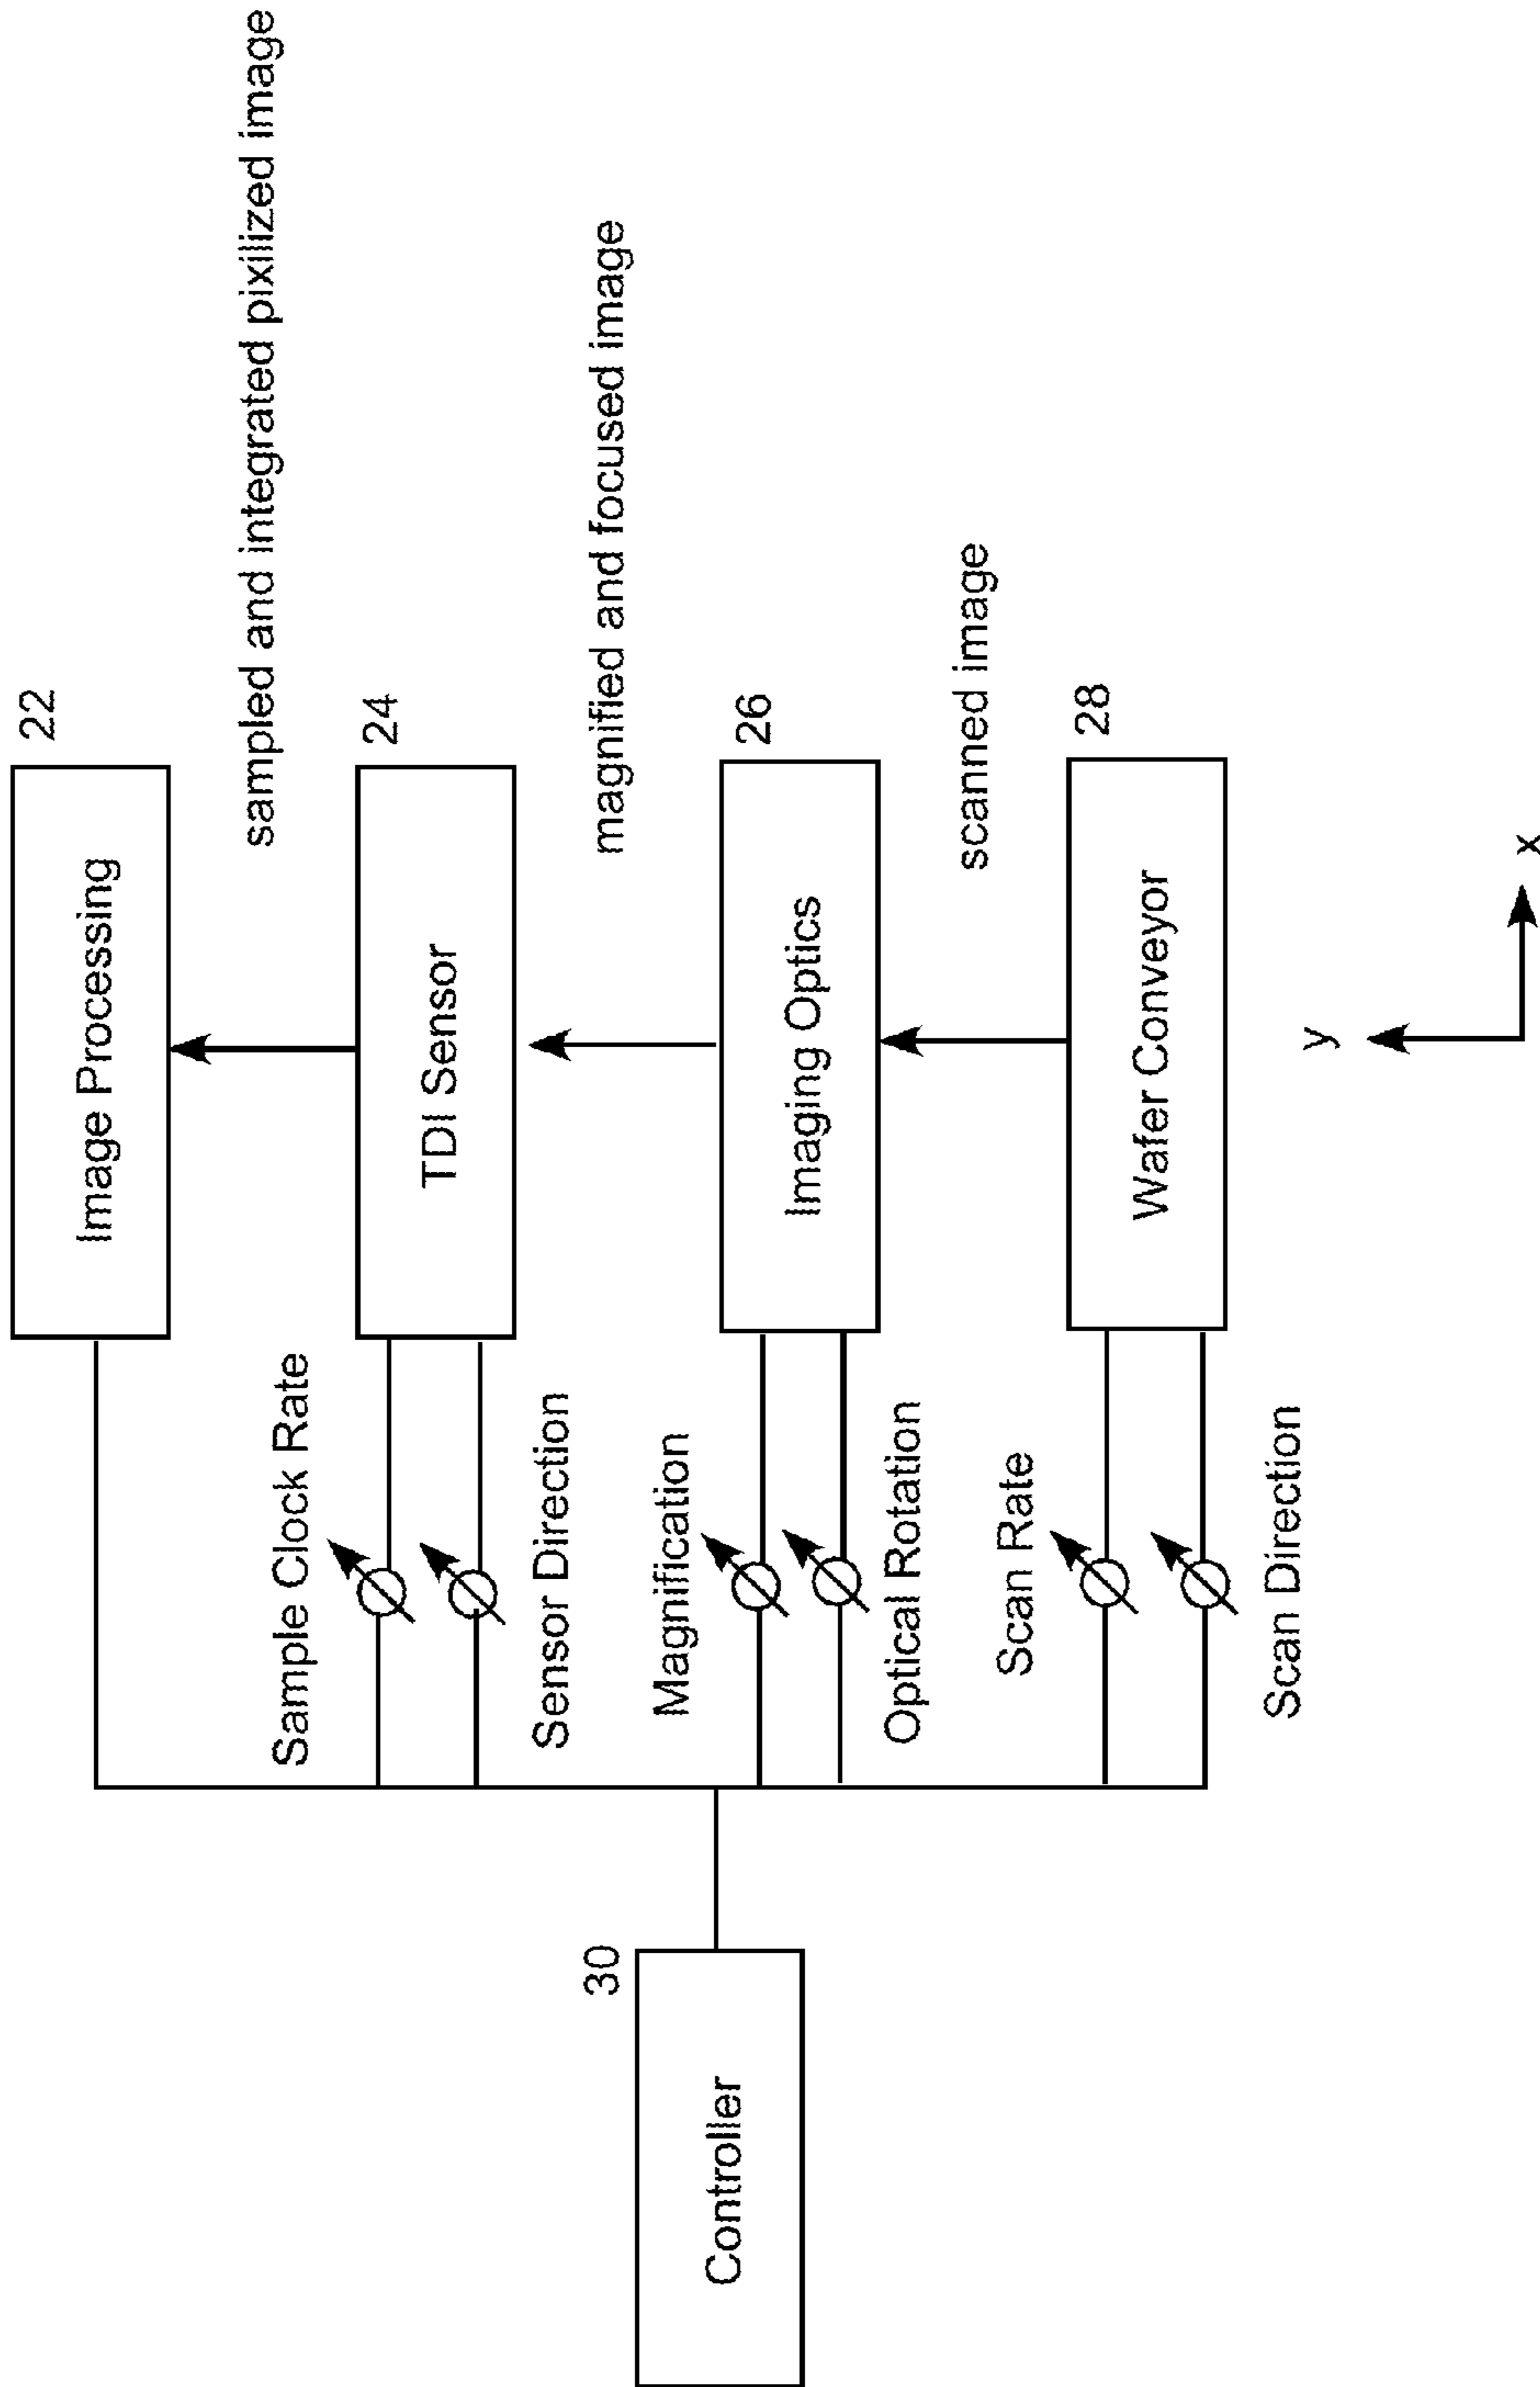 22
Image Processing
sampled and integrated pixilized image
Sample Clock Rate
24
TDI Sensor
Sensor Direction
30
magnified and focused image
Magnification
Controller
26
Imaging Optics
Optical Rotation
scanned image
Scan Rate
28
Wafer Conveyor
Scan Direction
y
x